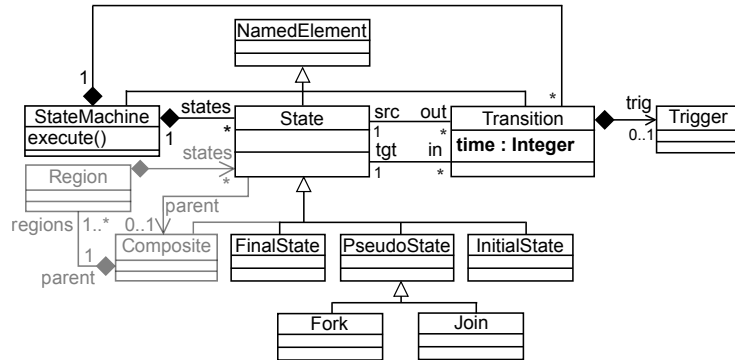 NamedElement
1
*
StateMachine
execute()
states
1
*
State
src
out
1
*
tgt
in
1
*
Transition
time : Integer
trig
0..1
Trigger
Region
states
*
parent
regions
1..*
0..1
1
parent
Composite
FinalState
PseudoState
InitialState
Fork
Join